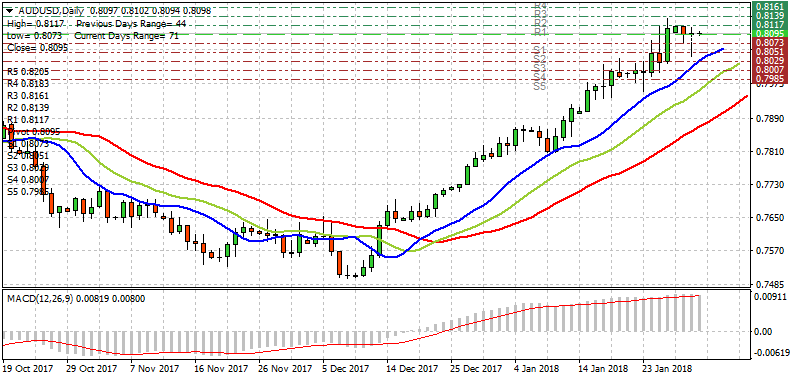 AUDUSD,Daily 0.8097 0.8102 0.8094 0.8098
High= 0.8117 Previous Days Range= 44
Low= 0.8073 Current Days Range= 71
Close= 0.8095
R5 0.8205
R4 0.8183
R3 0.8161
R2 0.8139
R1 0.8117
Pivot 0.8095
S1 0.8073
S2 0.8051
S3 0.8029
S4 0.8007
S5 0.7985
R4
R3
R2
R1
S1
S2
S3
S4
S5
0.8161
0.8139
0.8117
0.8095
0.8073
0.8051
0.8029
0.8007
0.7985
0.7975
0.7890
0.7810
0.7730
0.7650
0.7570
0.7485
MACD(12,26,9) 0.00819 0.00800
0.00911
0.00
-0.00619
19 Oct 2017 29 Oct 2017 7 Nov 2017 16 Nov 2017 26 Nov 2017 5 Dec 2017 14 Dec 2017 25 Dec 2017 4 Jan 2018 14 Jan 2018 23 Jan 2018